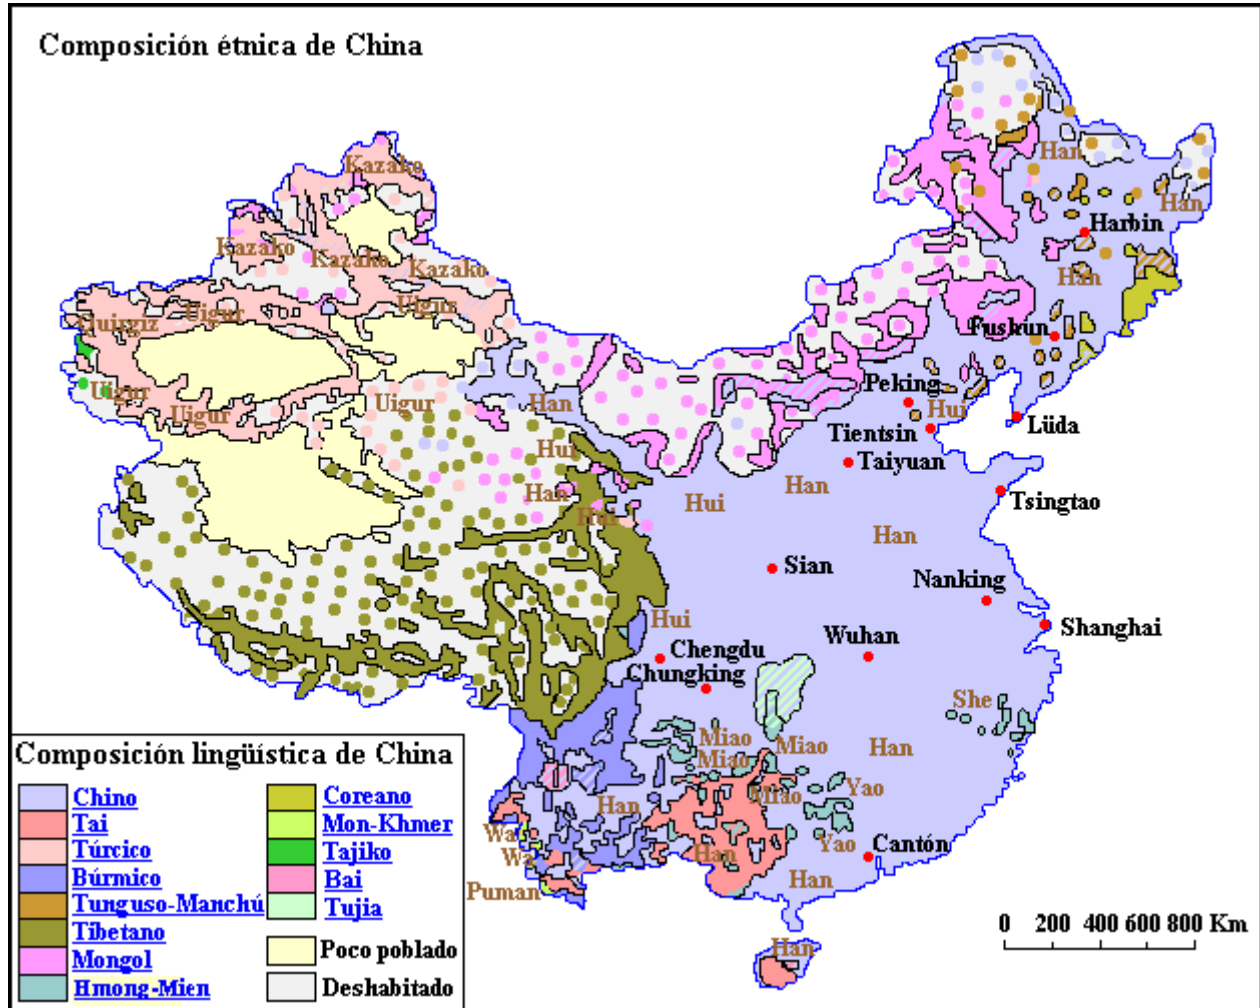 Composición étnica de China
Kazako
Han
Han
Harbin
Kazako
Kazako
Kazako
Han
Uigur
Uigur
Quirgiz
Fushun
Peking
Uigur
Uigur
Han
Hui
Uigur
Lüda
Tientsin
Hui
Taiyuan
Han
Han
Hui
Tsingtao
Hui
Han
Sian
Nanking
Hui
Shanghai
Wuhan
Chengdu
Chungking
She
Miao
Miao
Han
Miao
Miao
Yao
Han
Wa
Yao
Cantón
Wa
Han
Han
Puman
Han
0 200 400 600 800 Km
Composición lingüística de China
Chino
Tai
Túrcico
Búrmico
Tunguso-Manchú
Tibetano
Mongol
Hmong-Mien
Coreano
Mon-Khmer
Tajiko
Bai
Tujia
Poco poblado
Deshabitado